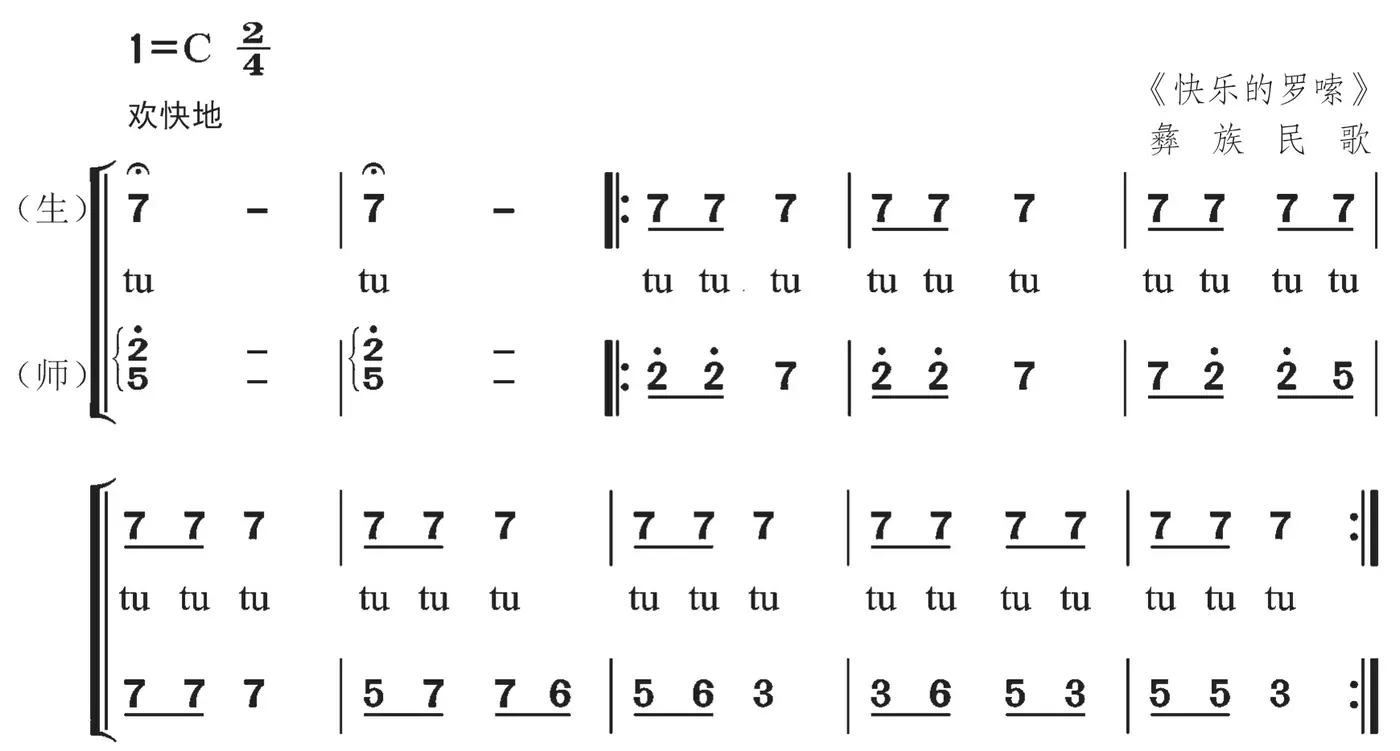 1=C 2/4
《快乐的罗嗦》
欢快地
彝族民歌
(生) 7 – | 7 – |: 7 7 7 | 7 7 7 | 7 7 7 7 |
tu tu tu tu tu tu tu tu tu tu tu tu
(师) 2̇ – | 2̇ – |: 2̇ 2̇ 7 | 2̇ 2̇ 7 | 7 2̇ 2̇ 5 |
5 – | 5 –
7 7 7 | 7 7 7 | 7 7 7 | 7 7 7 7 | 7 7 7 :|
tu tu tu tu tu tu tu tu tu tu tu tu tu tu tu tu
7 7 7 | 5 7 7 6 | 5 6 3 | 3 6 5 3 | 5 5 3 :|